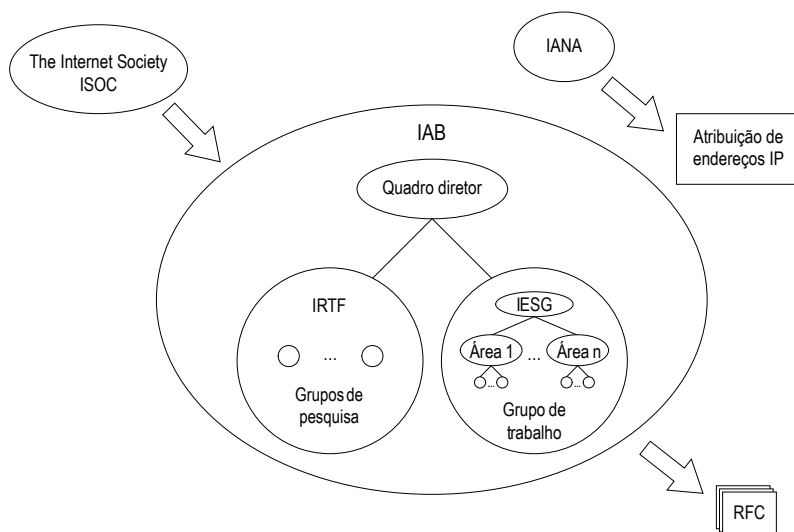 The Internet Society
ISOC
IANA
IAB
Atribuição de
endereços IP
Quadro diretor
IRTF
...
Grupos de
pesquisa
IESG
Área 1
...
Área n
...
...
Grupo de
trabalho
RFC